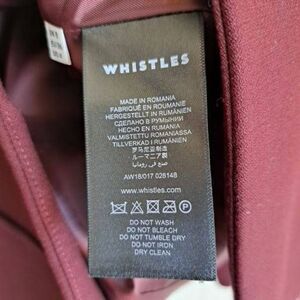 WHISTLES
MADE IN ROMANIA
FABRIQUÉ EN ROUMANIE
HERGESTELLT IN RUMÄNIEN
СДЕЛАНО В РУМЫНИИ
HECHO EN RUMANÍA
VALMISTETTU ROMANIASSA
TILLVERKAD I RUMÄNIEN
罗马尼亚制造
ルーマニア製
صنع في رومانيا
AW18/017 028148
www.whistles.com
DO NOT WASH
DO NOT BLEACH
DO NOT TUMBLE DRY
DO NOT IRON
DRY CLEAN